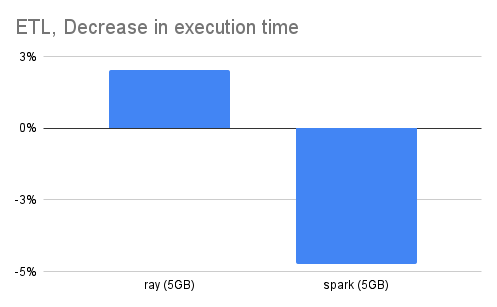 ETL, Decrease in execution time
3%
0%
-3%
-5%
ray (5GB)
spark (5GB)